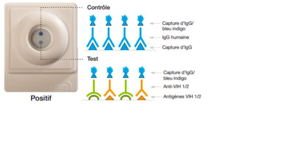 Contrôle
Capture d'IgG/
bleu indigo
IgG humaine
Capture d'IgG
Test
Capture d'IgG/
bleu indigo
Anti-VIH 1/2
Antigènes VIH 1/2
Positif